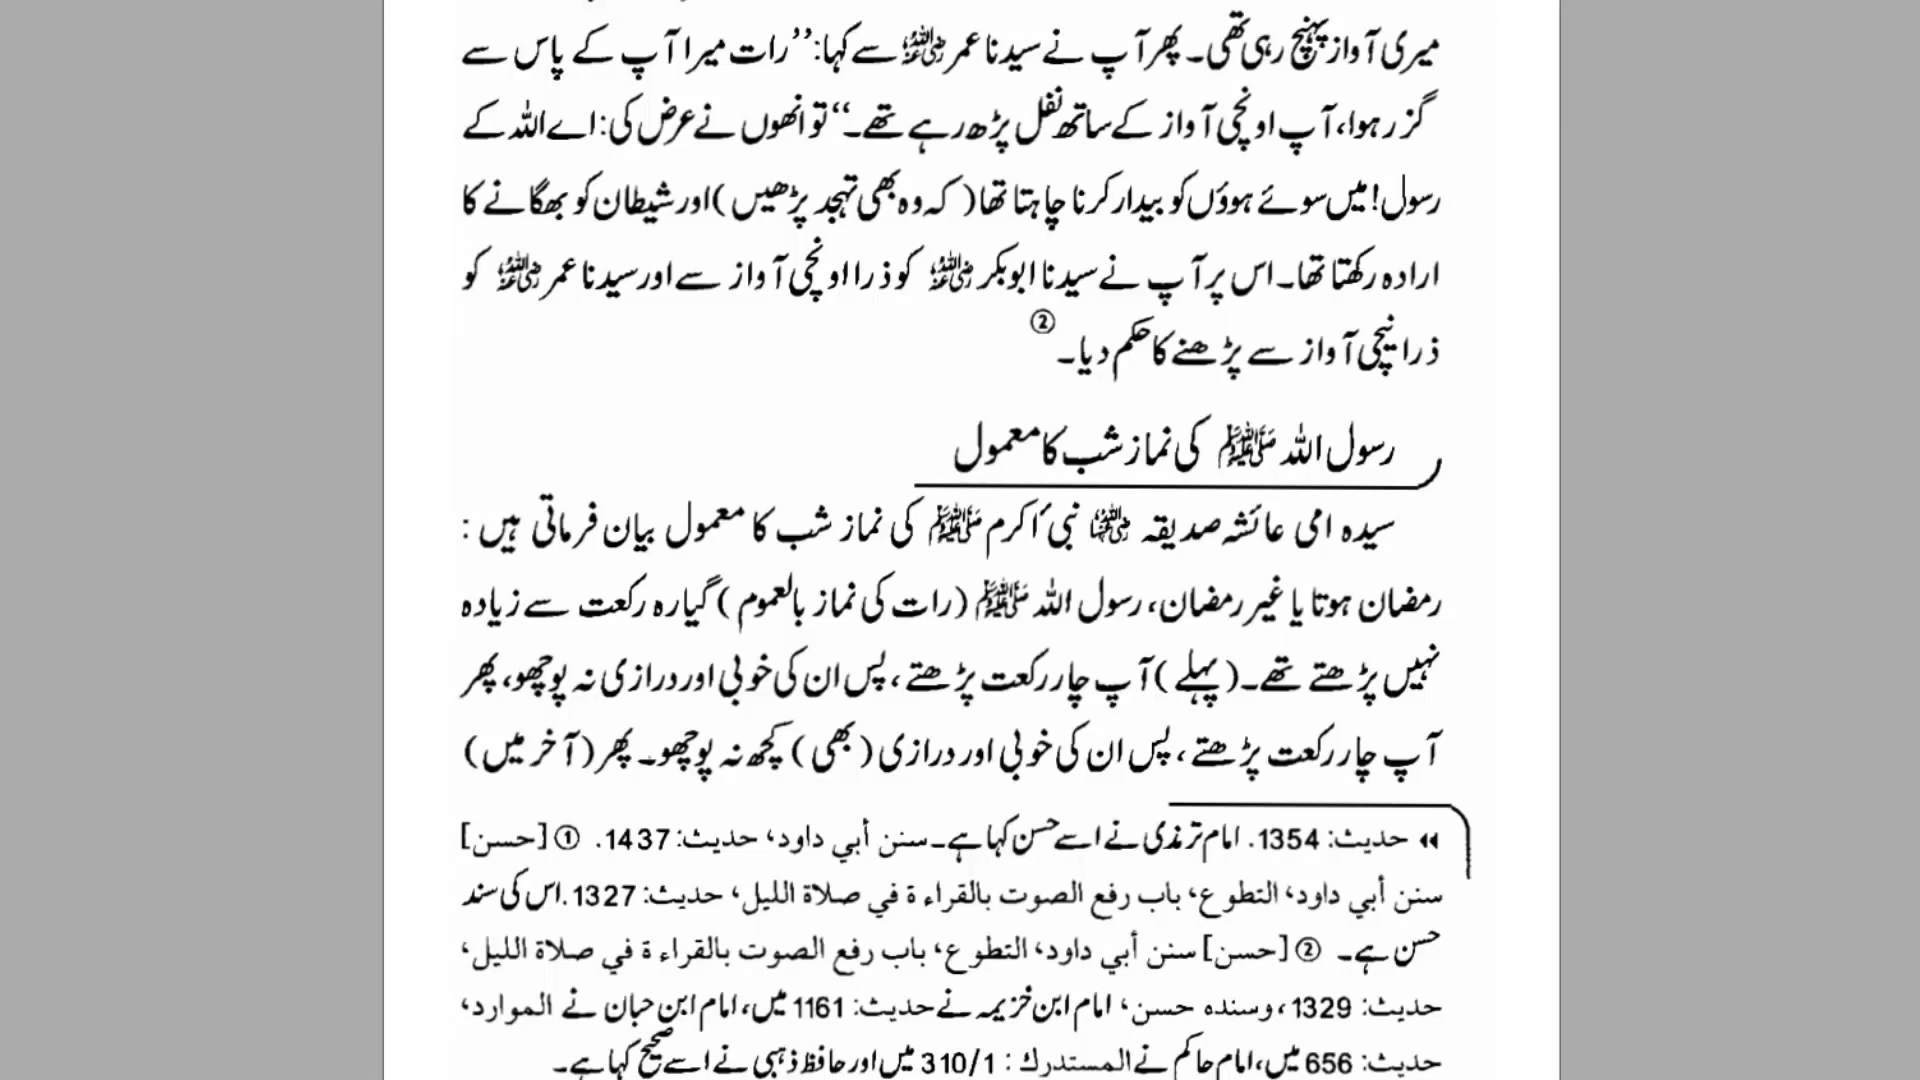 میری آواز پہنچ رہی تھی۔ پھر آپ نے سیدنا عمر رضی اللہ عنہ سے کہا: ’’رات میرا آپ کے پاس سے
گزر ہوا، آپ اونچی آواز کے ساتھ نفل پڑھ رہے تھے۔‘‘ تو انھوں نے عرض کی: اے اللہ کے
رسول! میں سوئے ہوؤں کو بیدار کرنا چاہتا تھا (کہ وہ بھی تہجد پڑھیں) اور شیطان کو بھگانے کا
ارادہ رکھتا تھا۔ اس پر آپ نے سیدنا ابوبکر رضی اللہ عنہ کو ذرا اونچی آواز سے اور سیدنا عمر رضی اللہ عنہ کو
ذرا نیچی آواز سے پڑھنے کا حکم دیا۔ ②
رسول اللہ ﷺ کی نماز شب کا معمول
سیدہ امی عائشہ صدیقہ رضی اللہ عنہا نبیٔ اکرم ﷺ کی نماز شب کا معمول بیان فرماتی ہیں :
رمضان ہوتا یا غیر رمضان، رسول اللہ ﷺ (رات کی نماز بالعموم) گیارہ رکعت سے زیادہ
نہیں پڑھتے تھے۔ (پہلے) آپ چار رکعت پڑھتے، پس ان کی خوبی اور درازی نہ پوچھو، پھر
آپ چار رکعت پڑھتے، پس ان کی خوبی اور درازی (بھی) کچھ نہ پوچھو۔ پھر (آخر میں)
◂◂ حدیث: 1354. امام ترمذی نے اسے حسن کہا ہے۔ سنن أبي داود، حدیث: 1437. ① [حسن]
سنن أبي داود، التطوع، باب رفع الصوت بالقراءة في صلاة الليل، حدیث: 1327. اس کی سند
حسن ہے۔ ② [حسن] سنن أبي داود، التطوع، باب رفع الصوت بالقراءة في صلاة الليل،
حدیث: 1329، وسنده حسن، امام ابن خزیمہ نے حدیث: 1161 میں، امام ابن حبان نے الموارد،
حدیث: 656 میں، امام حاکم نے المستدرك : 310/1 میں اور حافظ ذہبی نے اسے صحیح کہا ہے۔